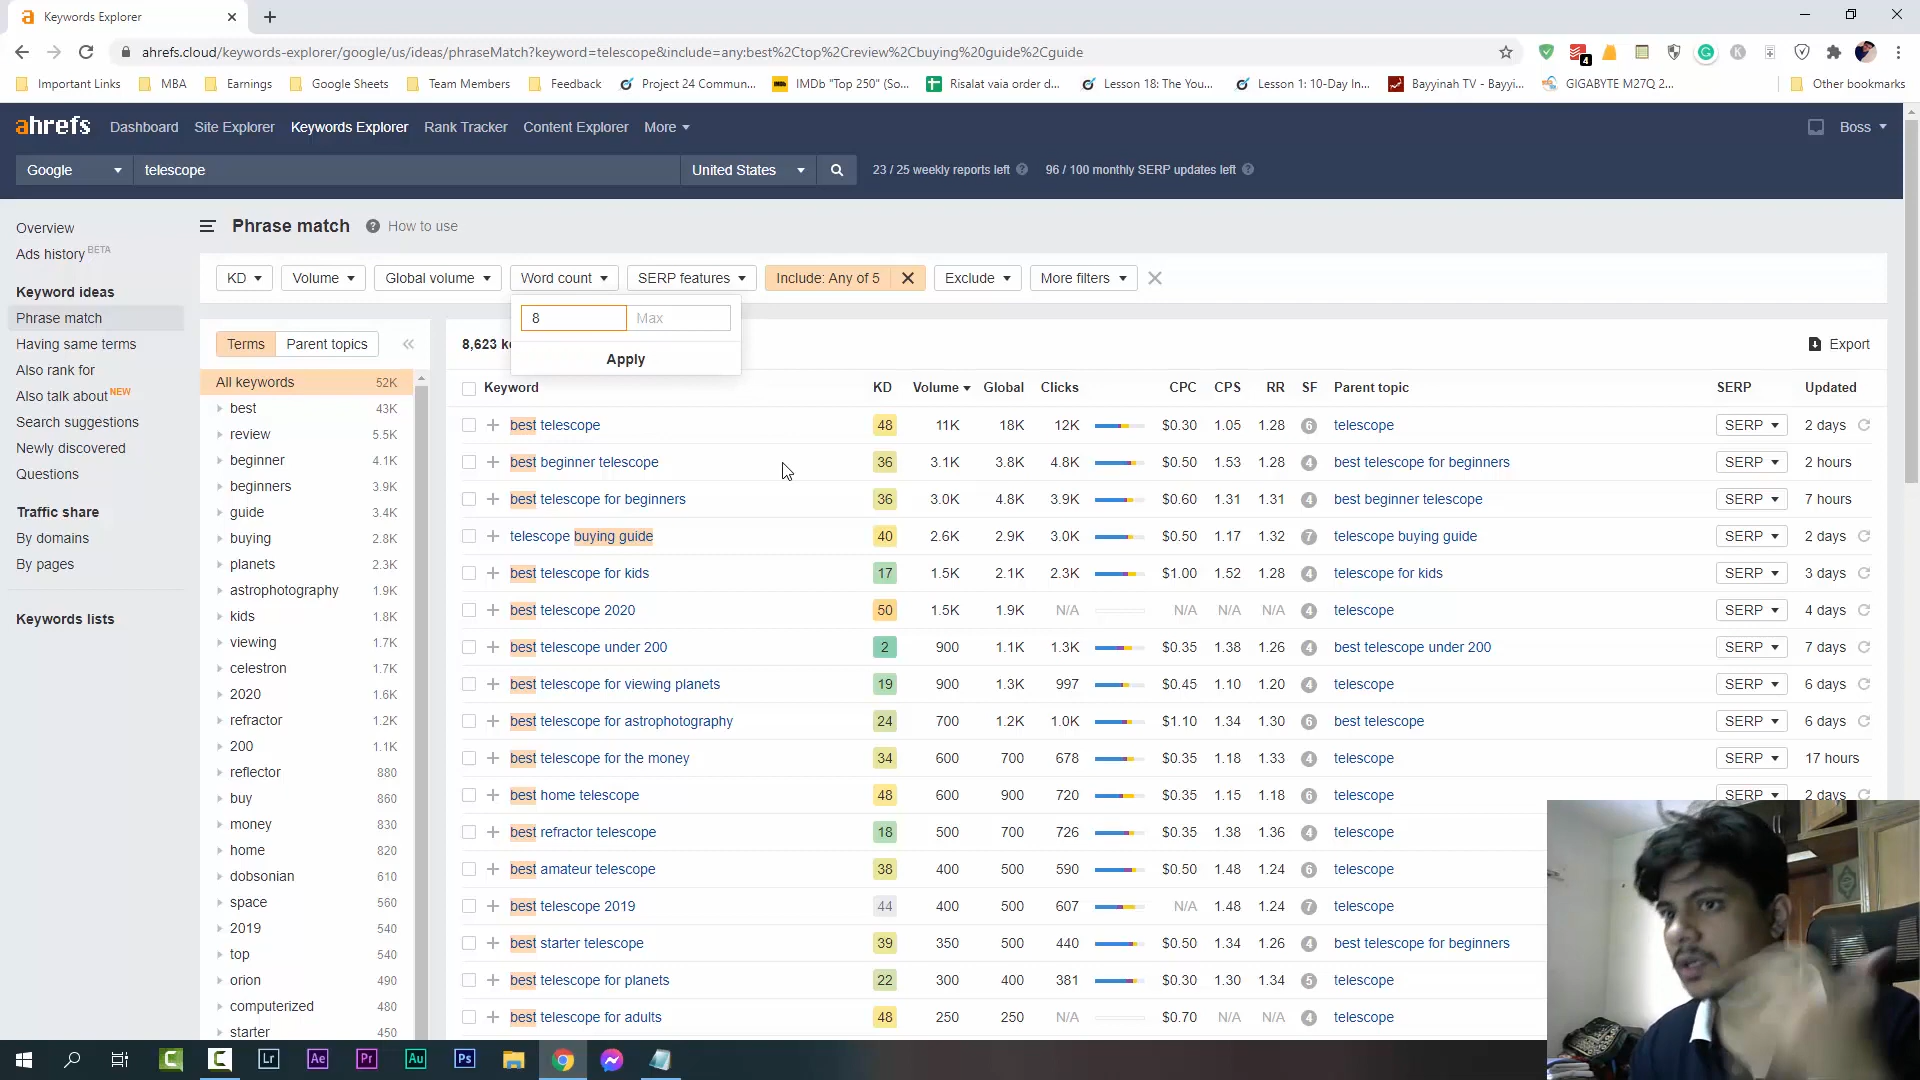 Keywords Explorer
ahrefs.cloud/keywords-explorer/google/us/ideas/phraseMatch?keyword=telescope&include=any:best%2Ctop%2Creview%2Cbuying%20guide%2Cguide
4
Important Links MBA Earnings Google Sheets Team Members Feedback Project 24 Commun... IMDb "Top 250" (So... Risalat vaia order d... Lesson 18: The You... Lesson 1: 10-Day In... Bayyinah TV - Bayyi... GIGABYTE M27Q 2... Other bookmarks
ahrefs Dashboard Site Explorer Keywords Explorer Rank Tracker Content Explorer More Boss
Google telescope United States 23 / 25 weekly reports left ? 96 / 100 monthly SERP updates left ?
Overview
Ads history BETA
Keyword ideas
Phrase match
Having same terms
Also rank for
Also talk about NEW
Search suggestions
Newly discovered
Questions
Traffic share
By domains
By pages
Keywords lists
Phrase match ? How to use
KD Volume Global volume Word count SERP features Include: Any of 5 Exclude More filters
8 Max
Apply
Terms Parent topics
All keywords 52K
best 43K
review 5.5K
beginner 4.1K
beginners 3.9K
guide 3.4K
buying 2.8K
planets 2.3K
astrophotography 1.9K
kids 1.8K
viewing 1.7K
celestron 1.7K
2020 1.6K
refractor 1.2K
200 1.1K
reflector 880
buy 860
money 830
home 820
dobsonian 610
space 560
2019 540
top 540
orion 490
computerized 480
starter 450
8,623 ke Export
Keyword KD Volume Global Clicks CPC CPS RR SF Parent topic SERP Updated
best telescope 48 11K 18K 12K $0.30 1.05 1.28 6 telescope SERP 2 days
best beginner telescope 36 3.1K 3.8K 4.8K $0.50 1.53 1.28 4 best telescope for beginners SERP 2 hours
best telescope for beginners 36 3.0K 4.8K 3.9K $0.60 1.31 1.31 4 best beginner telescope SERP 7 hours
telescope buying guide 40 2.6K 2.9K 3.0K $0.50 1.17 1.32 7 telescope buying guide SERP 2 days
best telescope for kids 17 1.5K 2.1K 2.3K $1.00 1.52 1.28 4 telescope for kids SERP 3 days
best telescope 2020 50 1.5K 1.9K N/A N/A N/A N/A 4 telescope SERP 4 days
best telescope under 200 2 900 1.1K 1.3K $0.35 1.38 1.26 4 best telescope under 200 SERP 7 days
best telescope for viewing planets 19 900 1.3K 997 $0.45 1.10 1.20 4 telescope SERP 6 days
best telescope for astrophotography 24 700 1.2K 1.0K $1.10 1.34 1.30 6 best telescope SERP 6 days
best telescope for the money 34 600 700 678 $0.35 1.18 1.33 4 telescope SERP 17 hours
best home telescope 48 600 900 720 $0.35 1.15 1.18 6 telescope SERP 2 days
best refractor telescope 18 500 700 726 $0.35 1.38 1.36 4 telescope
best amateur telescope 38 400 500 590 $0.50 1.48 1.24 6 telescope
best telescope 2019 44 400 500 607 N/A 1.48 1.24 7 telescope
best starter telescope 39 350 500 440 $0.50 1.34 1.26 4 best telescope for beginners
best telescope for planets 22 300 400 381 $0.30 1.30 1.34 5 telescope
best telescope for adults 48 250 250 N/A $0.70 N/A N/A 4 telescope
C C Lr Ae Pr Au Ps